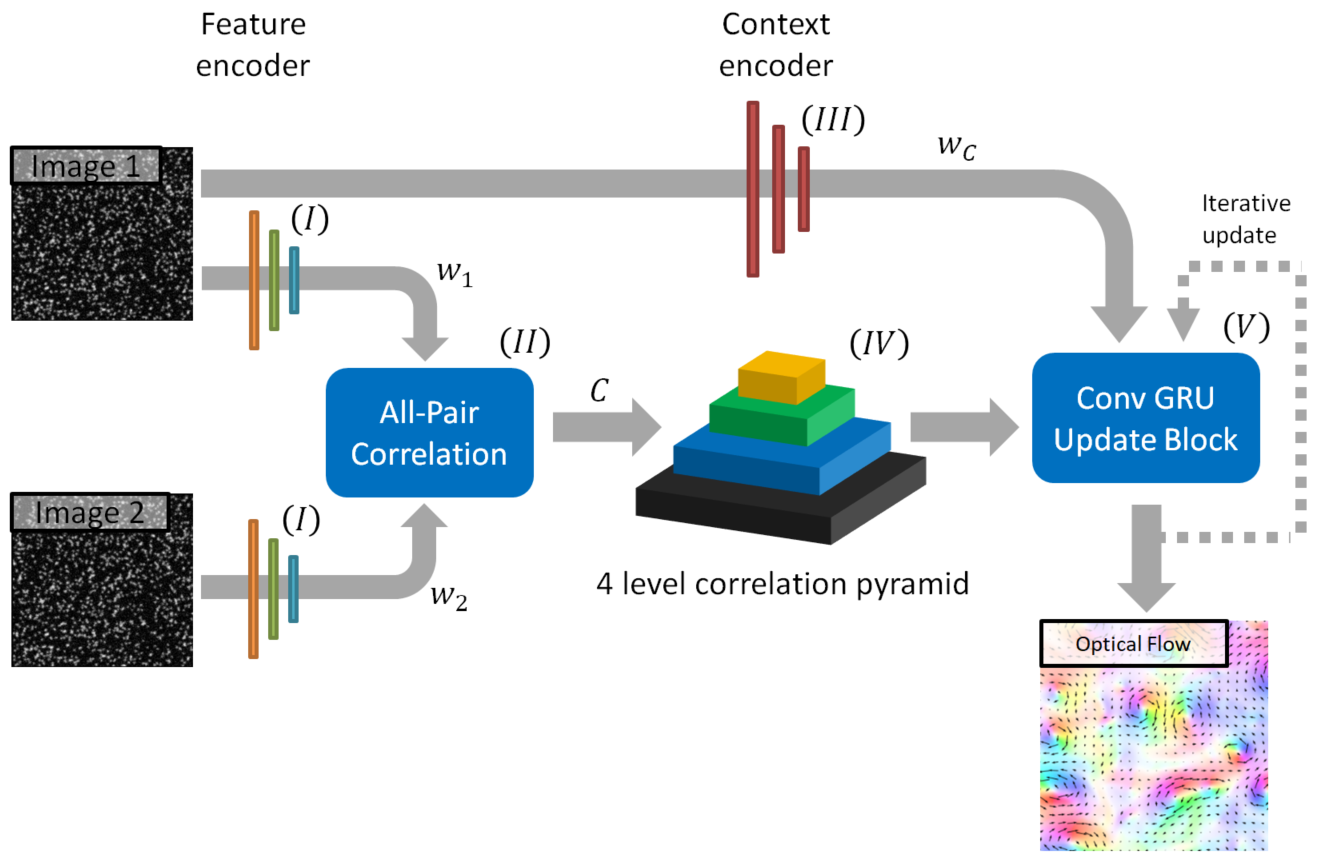 Feature
encoder
Context
encoder
(III)
Image 1
w_C
(I)
Iterative
update
w_1
(II)
(IV)
(V)
All-Pair
Correlation
C
Conv GRU
Update Block
Image 2
(I)
w_2
4 level correlation pyramid
Optical Flow